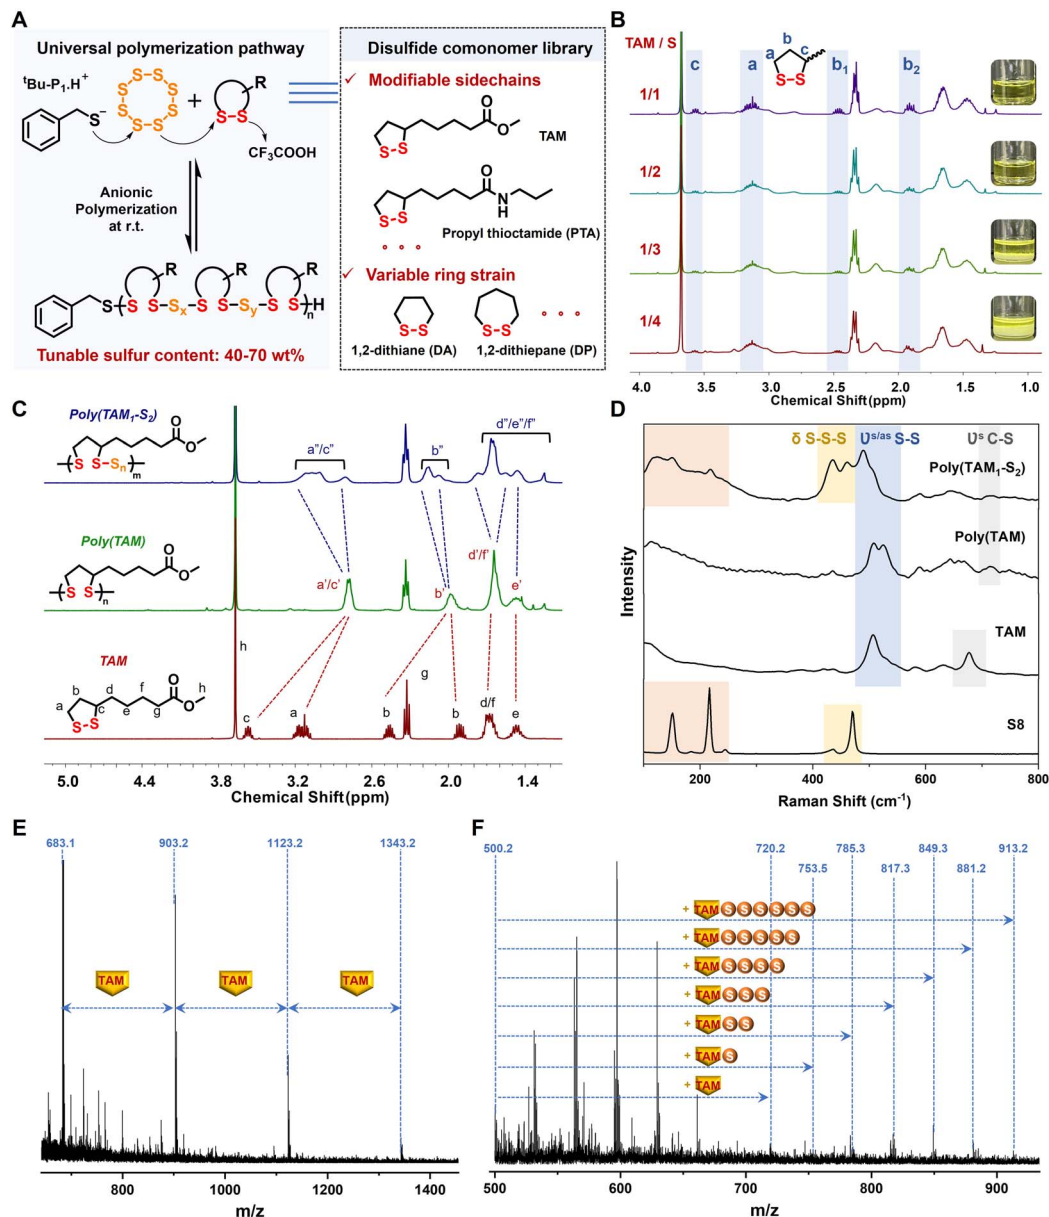 A
Universal polymerization pathway
ᵗBu-P₁.H⁺
S S S S S S S S
+
R
S⁻
S-S
CF₃COOH
Anionic
Polymerization
at r.t.
R R R
S S S-Sₓ-S S-Sᵧ-S S H
n
Tunable sulfur content: 40-70 wt%
Disulfide comonomer library
✓ Modifiable sidechains
O
O
S-S
TAM
O
N
H
S-S
Propyl thioctamide (PTA)
✓ Variable ring strain
S-S
S-S
1,2-dithiane (DA)
1,2-dithiepane (DP)
B
TAM / S
c
a
b
a
c
S-S
b₁
b₂
1/1
1/2
1/3
1/4
4.0 3.5 3.0 2.5 2.0 1.5 1.0
Chemical Shift(ppm)
C
Poly(TAM₁-S₂)
O
O
S S-Sₙ
m
a''/c''
b''
d''/e''/f''
Poly(TAM)
O
O
S S
n
a'/c'
b'
d'/f'
e'
TAM
b d f O h
a c e g O
S-S
h
c
a
b
g
b
d/f
e
5.0 4.4 3.8 3.2 2.6 2.0 1.4
Chemical Shift(ppm)
D
δ S-S-S
Ʋˢ/ᵃˢ S-S
Ʋˢ C-S
Poly(TAM₁-S₂)
Poly(TAM)
TAM
S8
Intensity
200 400 600 800
Raman Shift (cm⁻¹)
E
683.1 903.2 1123.2 1343.2
TAM TAM TAM
800 1000 1200 1400
m/z
F
500.2 720.2 785.3 849.3 913.2
753.5 817.3 881.2
+ TAM S S S S S S
+ TAM S S S S S
+ TAM S S S S
+ TAM S S S
+ TAM S S
+ TAM S
+ TAM
500 600 700 800 900
m/z